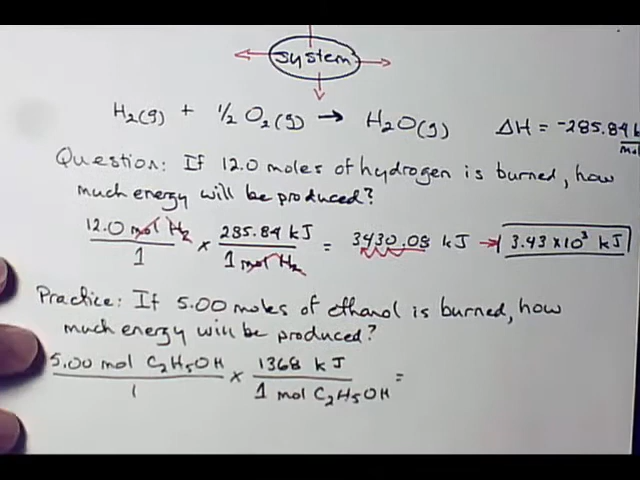 system
H₂(g) + ½ O₂(g) → H₂O(g) ΔH = -285.84 k
mol
Question: If 12.0 moles of hydrogen is burned, how
much energy will be produced?
12.0 mol H₂ / 1 × 285.84 kJ / 1 mol H₂ = 3430.08 kJ → 3.43 × 10³ kJ
Practice: If 5.00 moles of ethanol is burned, how
much energy will be produced?
5.00 mol C₂H₅OH / 1 × 1368 kJ / 1 mol C₂H₅OH =